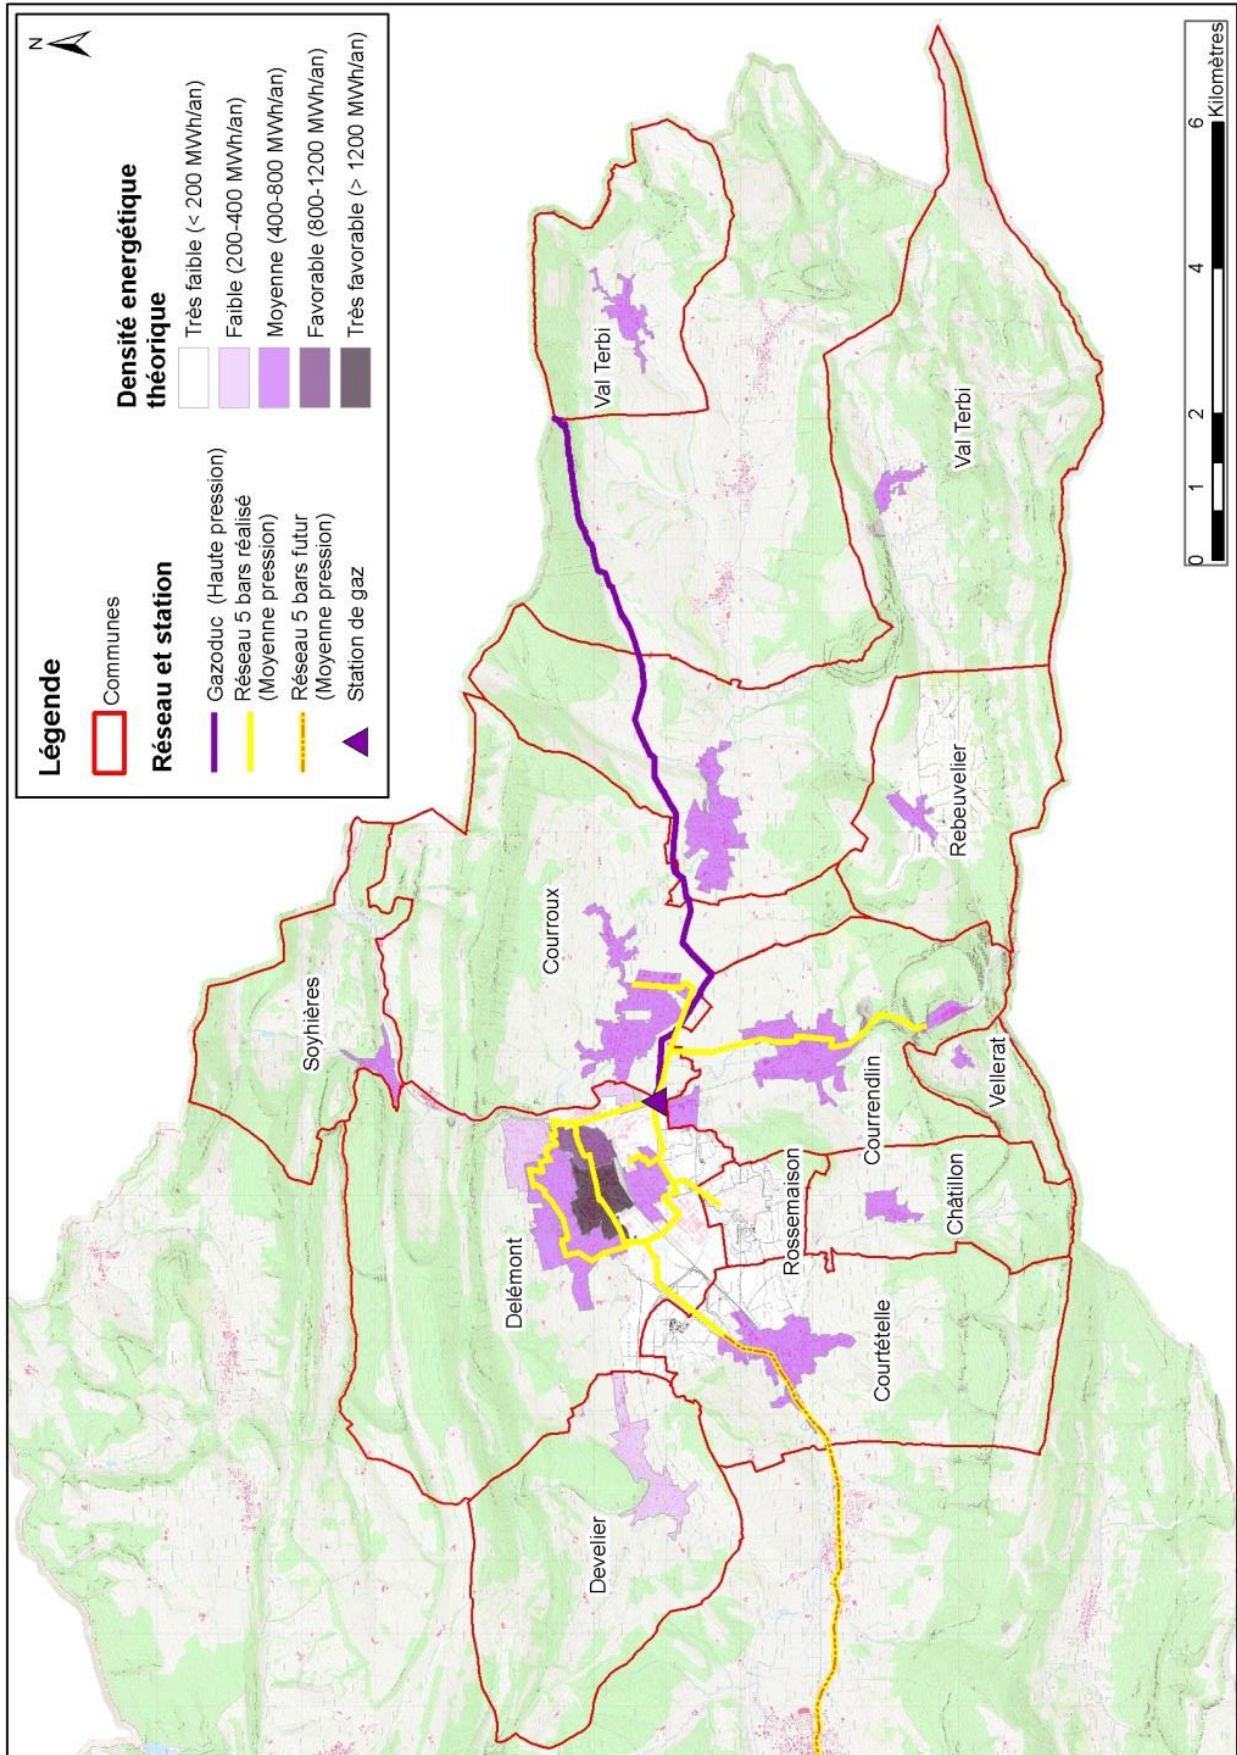 N
Légende
Communes
Réseau et station
Gazoduc (Haute pression)
Réseau 5 bars réalisé
(Moyenne pression)
Réseau 5 bars futur
(Moyenne pression)
Station de gaz
Densité energétique
théorique
Très faible (< 200 MWh/an)
Faible (200-400 MWh/an)
Moyenne (400-800 MWh/an)
Favorable (800-1200 MWh/an)
Très favorable (> 1200 MWh/an)
Soyhières
Delémont
Courroux
Val Terbi
Develier
Rossemaison
Courtételle
Châtillon
Courrendlin
Vellerat
Rebeuvelier
Val Terbi
0 1 2 4 6
Kilomètres